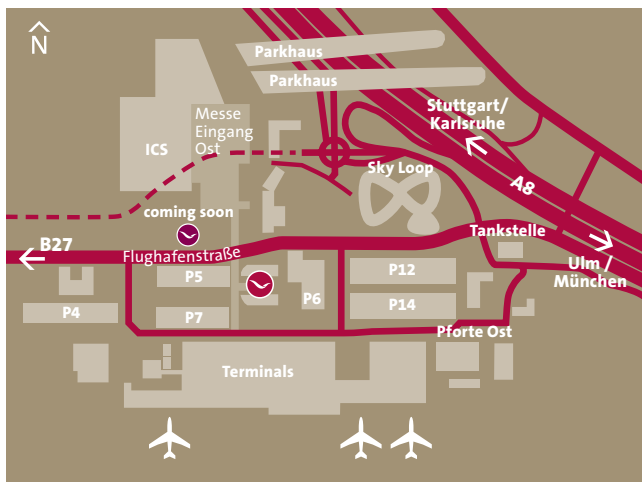 N
Parkhaus
Parkhaus
Stuttgart/
Karlsruhe
Messe
Eingang
Ost
ICS
Sky Loop
A8
coming soon
Tankstelle
B27
Flughafenstraße
Ulm /
München
P5
P12
P6
P4
P7
P14
Pforte Ost
Terminals